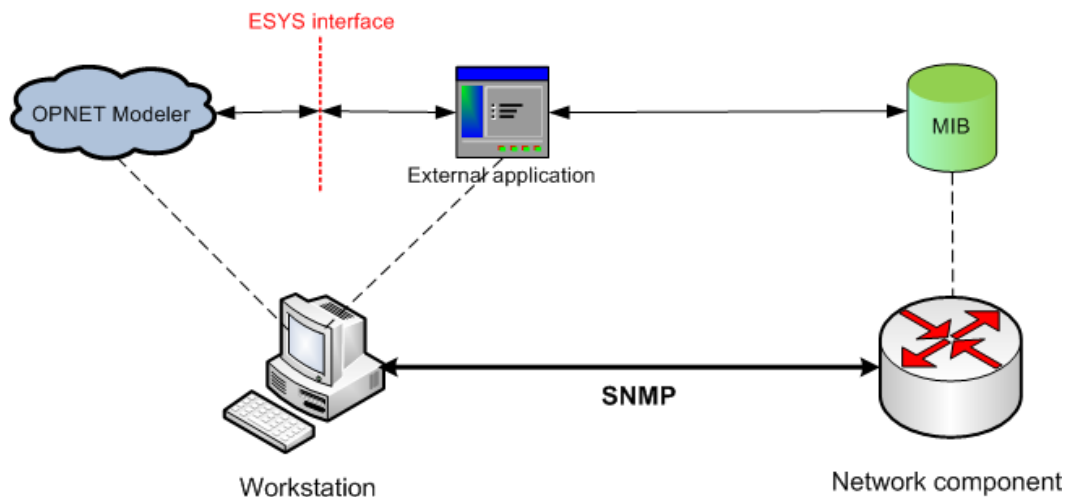 ESYS interface
OPNET Modeler
MIB
External application
SNMP
Workstation
Network component